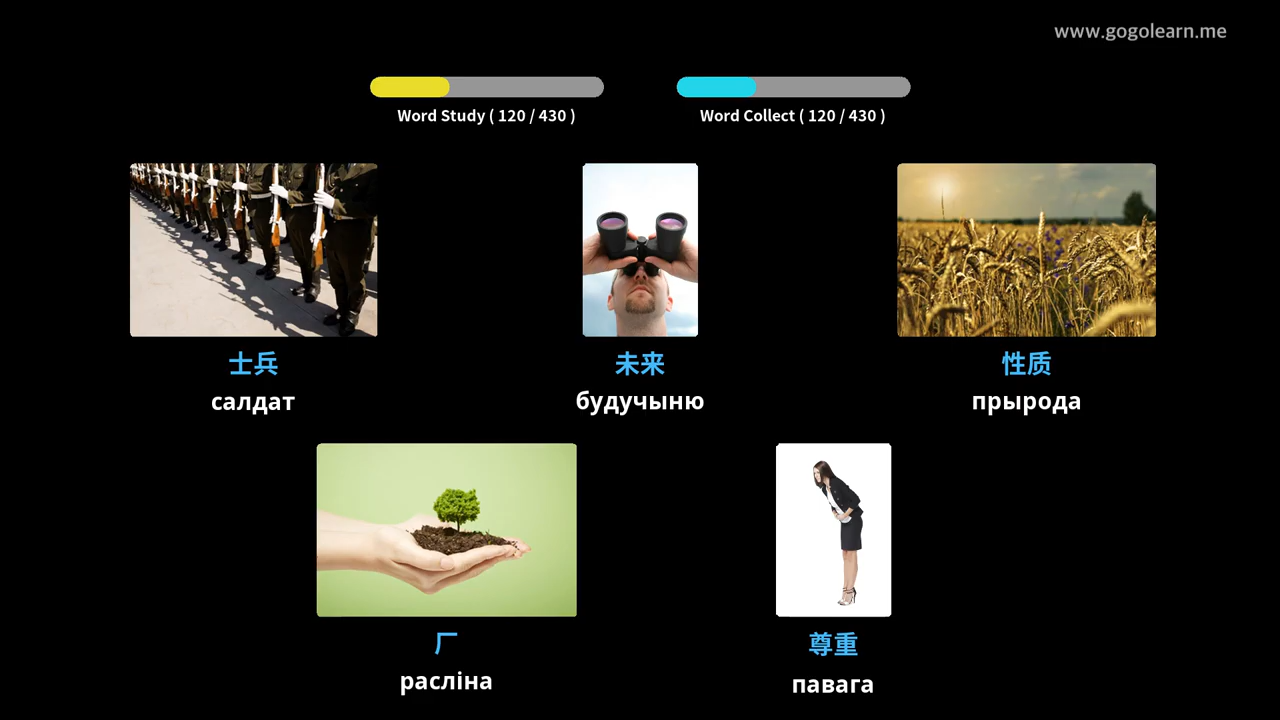 www.gogolearn.me
Word Study ( 120 / 430 )
Word Collect ( 120 / 430 )
士兵
салдат
未来
будучыню
性质
прырода
厂
расліна
尊重
павага